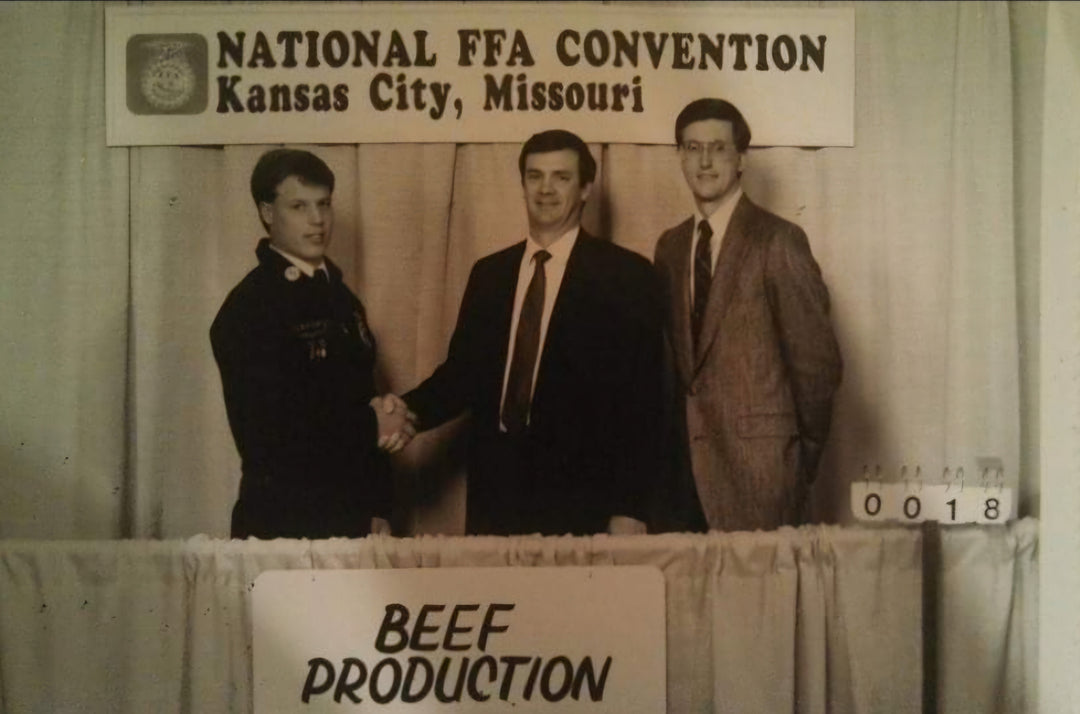 NATIONAL FFA CONVENTION
Kansas City, Missouri
0018
BEEF
PRODUCTION